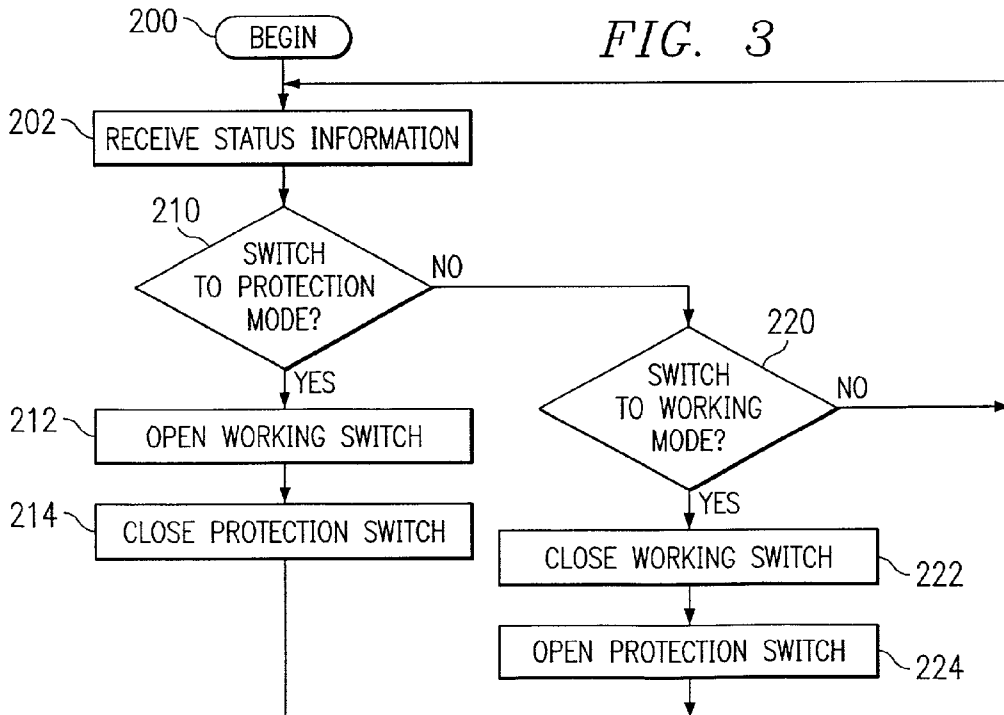 200
BEGIN
FIG. 3
202
RECEIVE STATUS INFORMATION
210
SWITCH
TO PROTECTION
MODE?
NO
YES
220
SWITCH
TO WORKING
MODE?
NO
YES
212
OPEN WORKING SWITCH
214
CLOSE PROTECTION SWITCH
CLOSE WORKING SWITCH
222
OPEN PROTECTION SWITCH
224